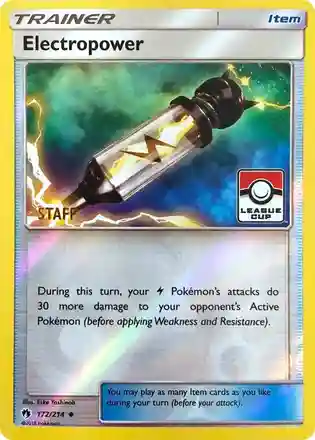 TRAINER Item
Electropower
STAFF
LEAGUE
CUP
During this turn, your Pokémon's attacks do
30 more damage to your opponent's Active
Pokémon (before applying Weakness and Resistance).
Illus. Eske Yoshinob
172/214
©2018 Pokémon
You may play as many Item cards as you like
during your turn (before your attack).